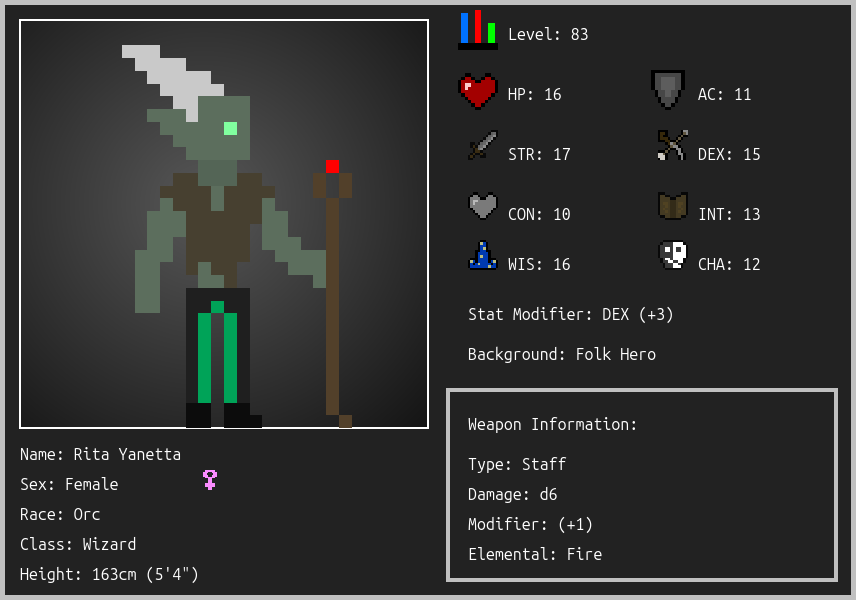 Level: 83
HP: 16
AC: 11
STR: 17
DEX: 15
CON: 10
INT: 13
WIS: 16
CHA: 12
Stat Modifier: DEX (+3)
Background: Folk Hero
Weapon Information:
Type: Staff
Damage: d6
Modifier: (+1)
Elemental: Fire
Name: Rita Yanetta
Sex: Female
Race: Orc
Class: Wizard
Height: 163cm (5'4")